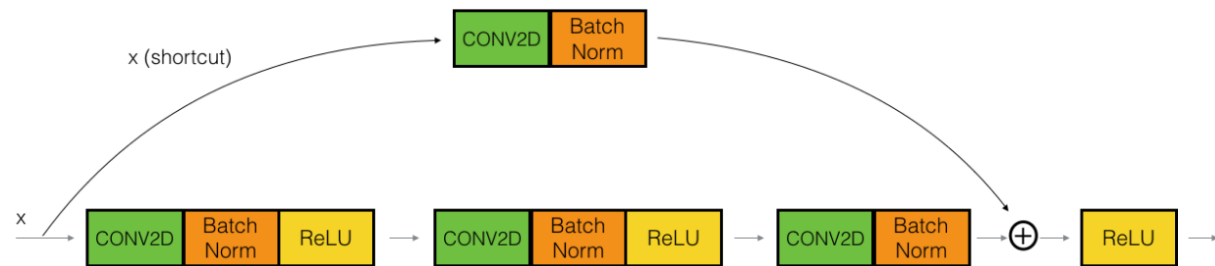 CONV2D
Batch
Norm
x (shortcut)
x
CONV2D
Batch
Norm
ReLU
CONV2D
Batch
Norm
ReLU
CONV2D
Batch
Norm
ReLU